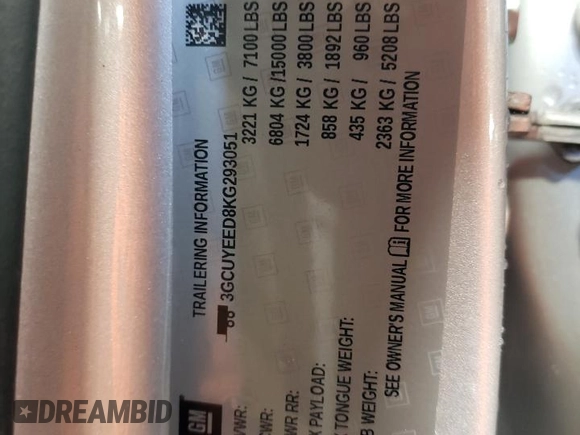 TRAILERING INFORMATION
3GCUYEED8KG293051
VWR: 3221 KG / 7100 LBS
CWR: 6804 KG /15000 LBS
WR RR: 1724 KG / 3800 LBS
X PAYLOAD: 858 KG / 1892 LBS
TONGUE WEIGHT: 435 KG / 960 LBS
B WEIGHT: 2363 KG / 5208 LBS
SEE OWNER'S MANUAL FOR MORE INFORMATION
GM
DREAMBID